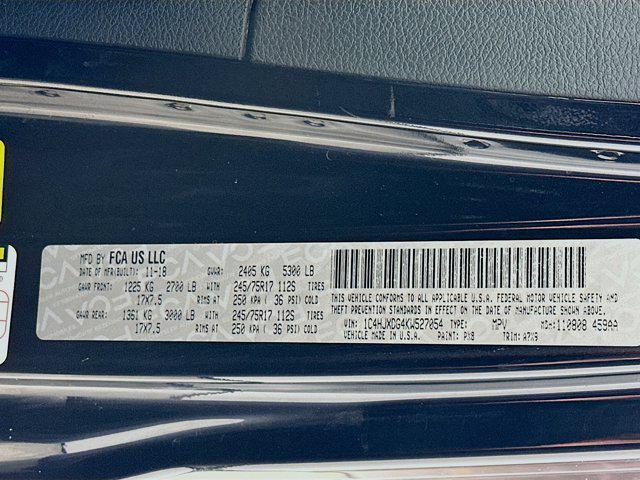 MFD BY FCA US LLC
DATE OF MFR(BUILT): 11-18 GVWR: 2405 KG 5300 LB
GAWR FRONT: 1225 KG 2700 LB WITH 245/75R17 112S TIRES
17X7.5 RIMS AT 250 KPA ( 36 PSI) COLD
GAWR REAR: 1361 KG 3000 LB WITH 245/75R17 112S TIRES
17X7.5 RIMS AT 250 KPA ( 36 PSI) COLD
THIS VEHICLE CONFORMS TO ALL APPLICABLE U.S.A. FEDERAL MOTOR VEHICLE SAFETY AND
THEFT PREVENTION STANDARDS IN EFFECT ON THE DATE OF MANUFACTURE SHOWN ABOVE
VIN: 1C4HJXDG4KW527054 TYPE: MPV MDH: 110808 459AA
VEHICLE MADE IN U.S.A. PAINT: PX8 TRIM: A7X9